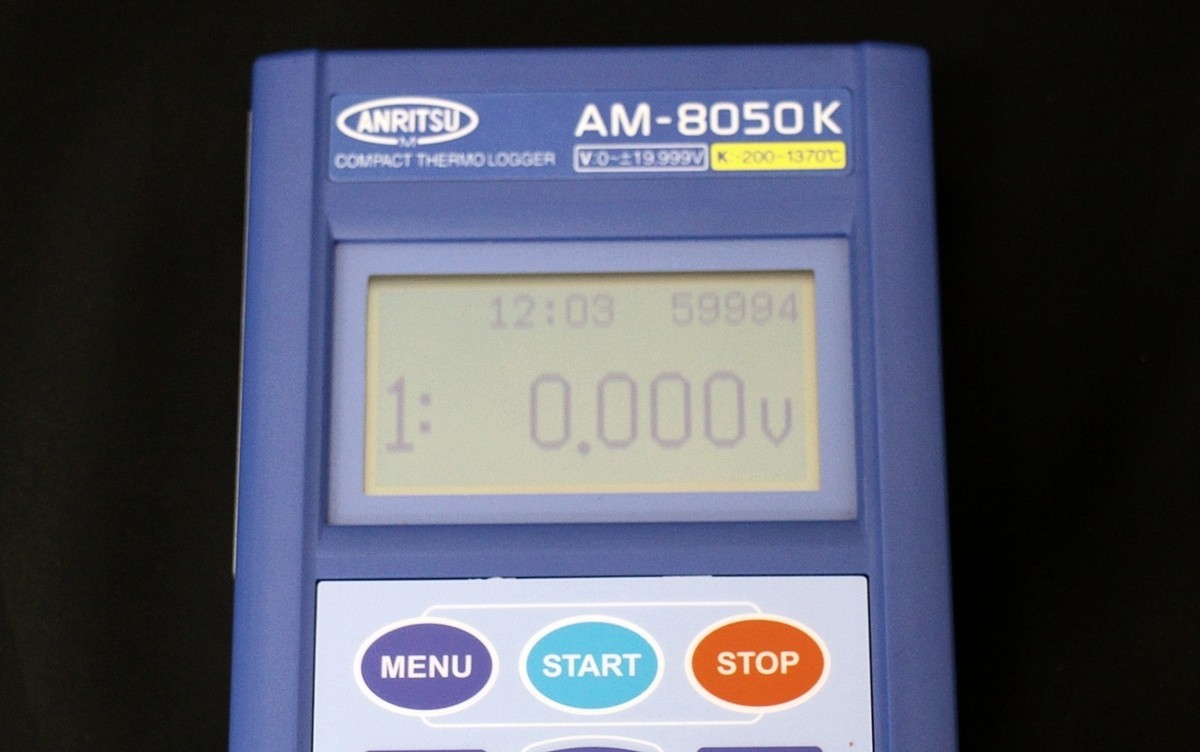 ANRITSU
M
COMPACT THERMO LOGGER
AM-8050K
V:0~±19.999V K:-200-1370℃
12:03 59994
1: 0.000V
MENU START STOP